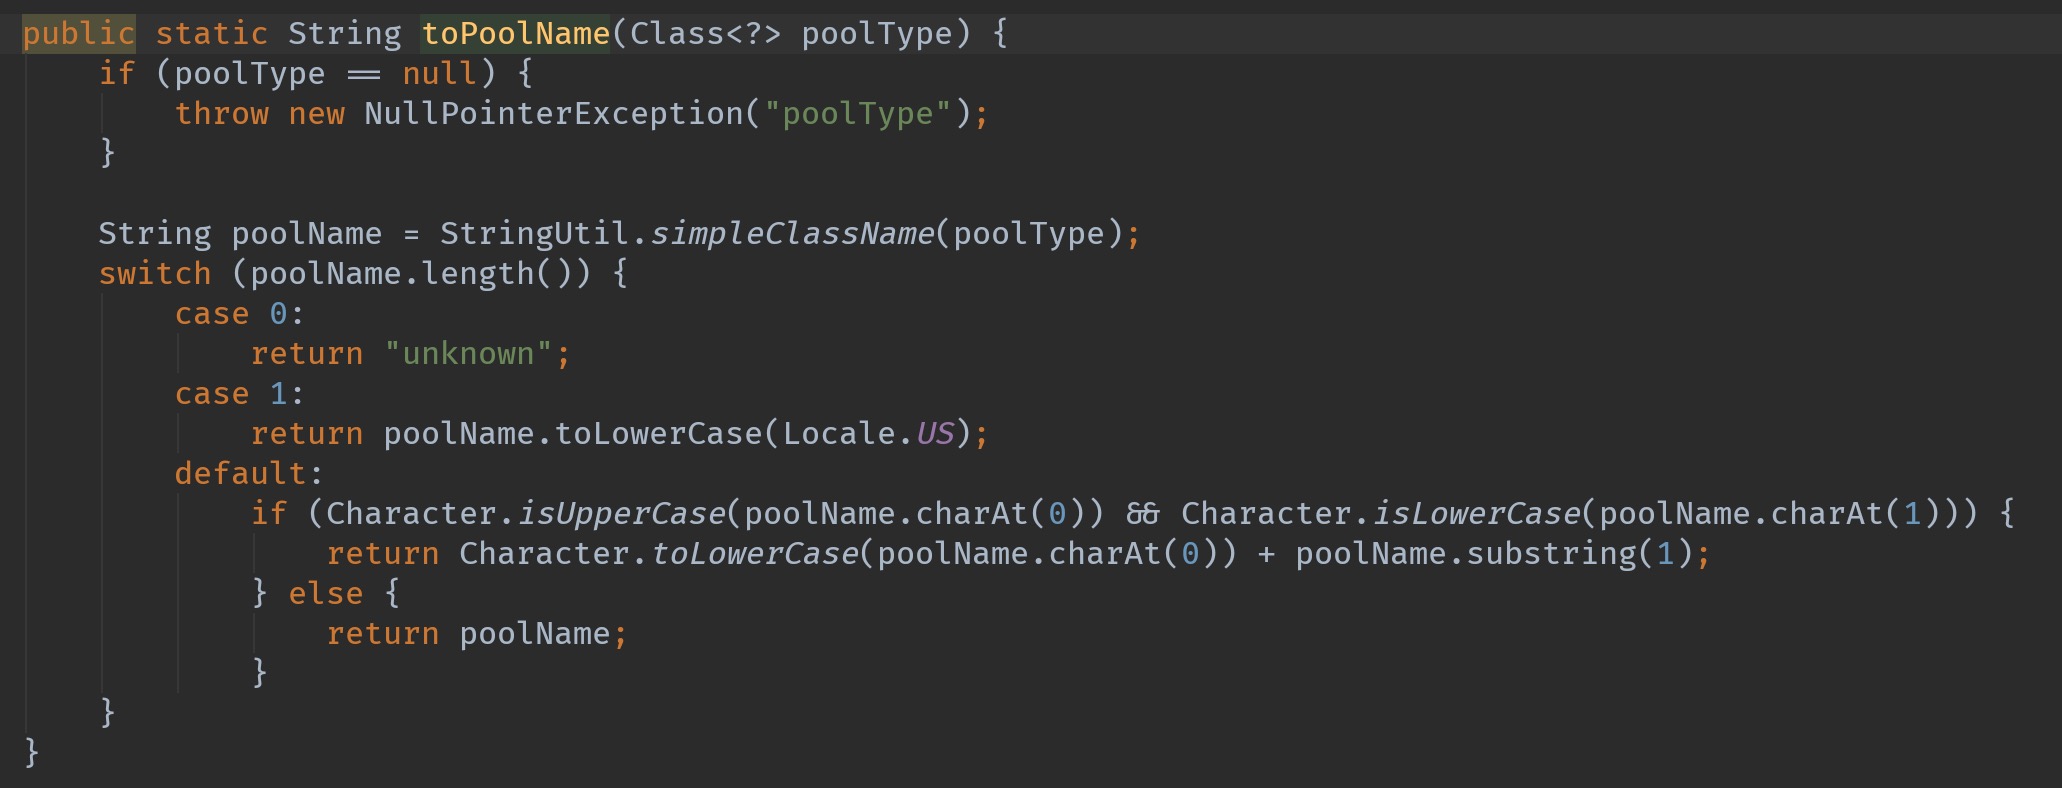 public static String toPoolName(Class<?> poolType) {
    if (poolType == null) {
        throw new NullPointerException("poolType");
    }

    String poolName = StringUtil.simpleClassName(poolType);
    switch (poolName.length()) {
        case 0:
            return "unknown";
        case 1:
            return poolName.toLowerCase(Locale.US);
        default:
            if (Character.isUpperCase(poolName.charAt(0)) && Character.isLowerCase(poolName.charAt(1))) {
                return Character.toLowerCase(poolName.charAt(0)) + poolName.substring(1);
            } else {
                return poolName;
            }
    }
}